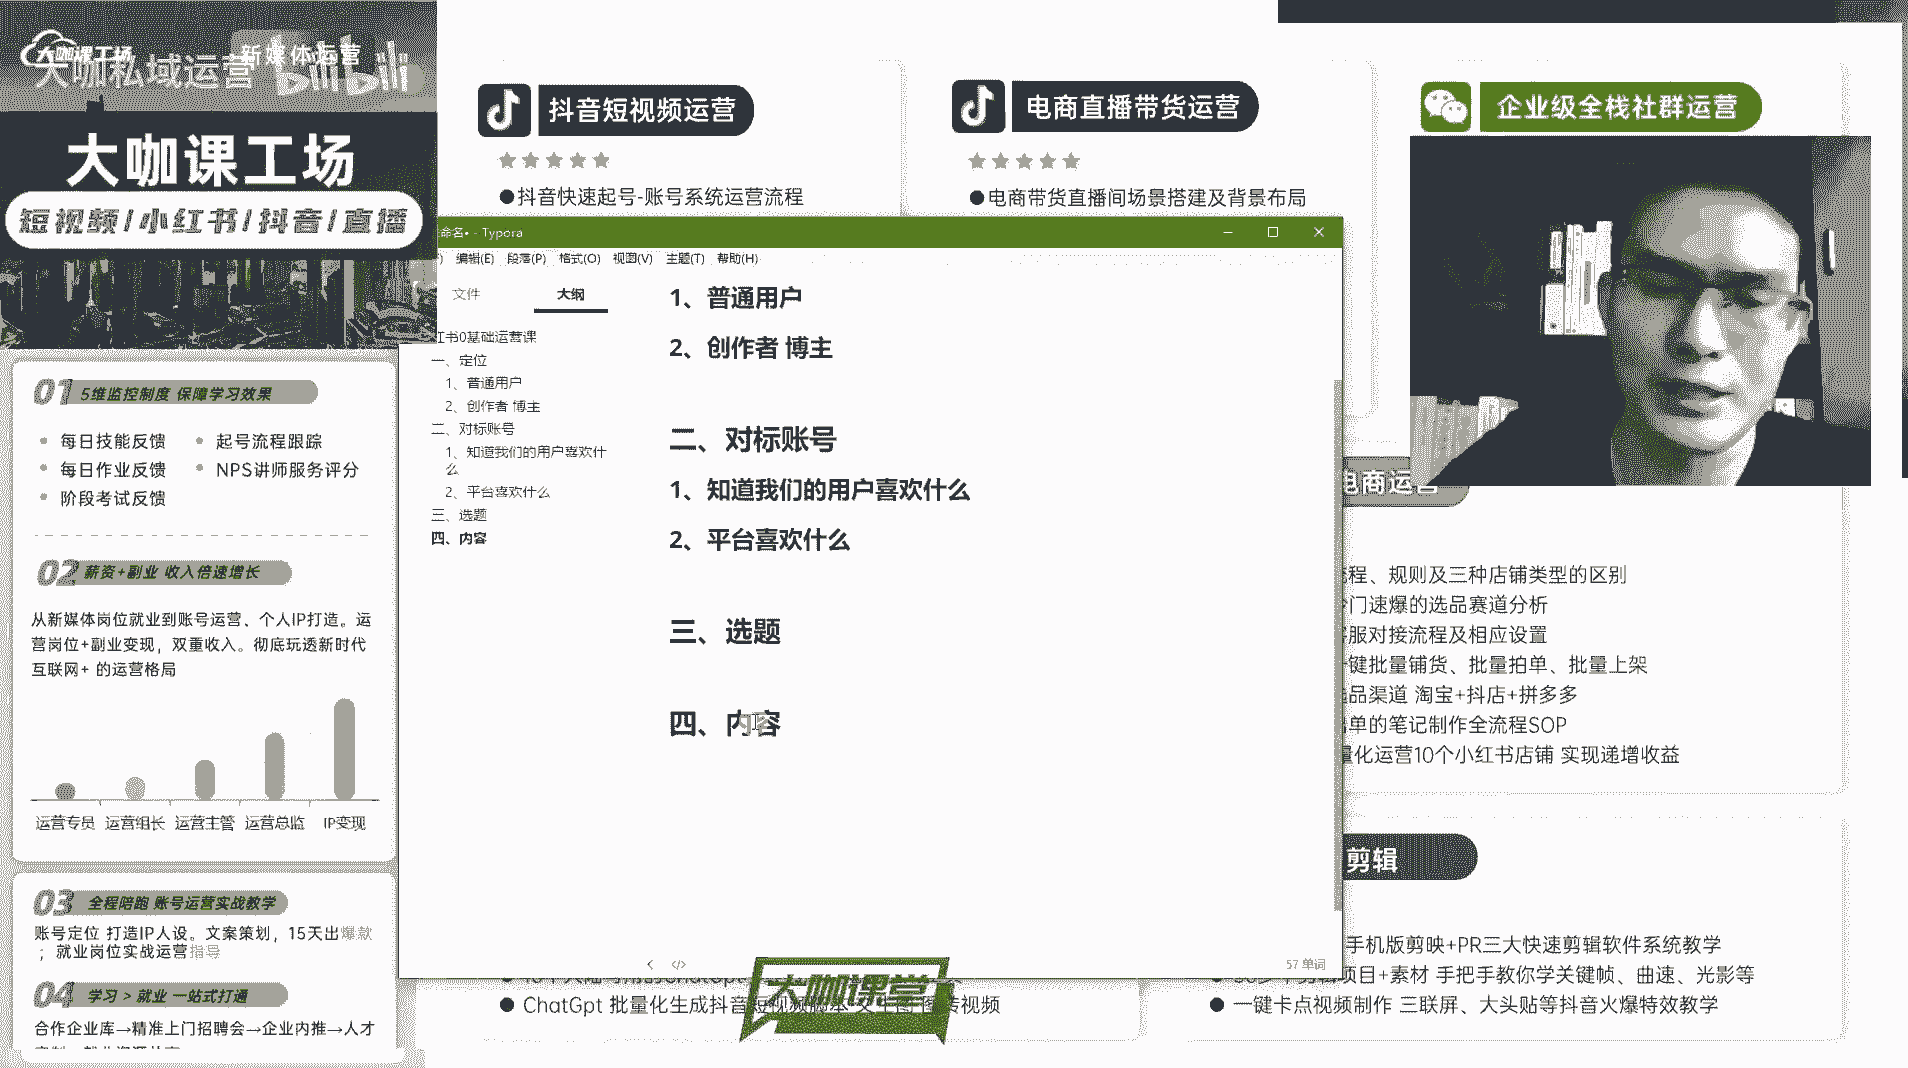 大咖课工场
新媒体运营
大咖私域运营
bilibili
大咖课工场
短视频/小红书/抖音/直播
01 5维监控制度 保障学习效果
每日技能反馈
起号流程跟踪
每日作业反馈
NPS讲师服务评分
阶段考试反馈
02 薪资+副业 收入倍速增长
从新媒体岗位就业到账号运营、个人IP打造。运
营岗位+副业变现，双重收入。彻底玩透新时代
互联网+ 的运营格局
运营专员 运营组长 运营主管 运营总监 IP变现
03 全程陪跑 账号运营实战教学
账号定位 打造IP人设。文案策划，15天出爆款
；就业岗位实战运营指导
04 学习 > 就业 一站式打通
合作企业库→精准上门招聘会→企业内推→人才
抖音短视频运营
●抖音快速起号-账号系统运营流程
电商直播带货运营
●电商带货直播间场景搭建及背景布局
企业级全栈社群运营
命名• - Typora
编辑(E) 段落(P) 格式(O) 视图(V) 主题(T) 帮助(H)
文件 大纲
红书0基础运营课
一、定位
1、普通用户
2、创作者 博主
二、对标账号
1、知道我们的用户喜欢什
么
2、平台喜欢什么
三、选题
四、内容
1、普通用户
2、创作者 博主
二、对标账号
1、知道我们的用户喜欢什么
2、平台喜欢什么
三、选题
四、内容
57 单词
电商运营
程、规则及三种店铺类型的区别
门速爆的选品赛道分析
服对接流程及相应设置
键批量铺货、批量拍单、批量上架
品渠道 淘宝+抖店+拼多多
单的笔记制作全流程SOP
量化运营10个小红书店铺 实现递增收益
剪辑
手机版剪映+PR三大快速剪辑软件系统教学
项目+素材 手把手教你学关键帧、曲速、光影等
● 一键卡点视频制作 三联屏、大头贴等抖音火爆特效教学
● ChatGpt 批量化生成抖音短视频脚本 文生图 图转视频
大咖课堂